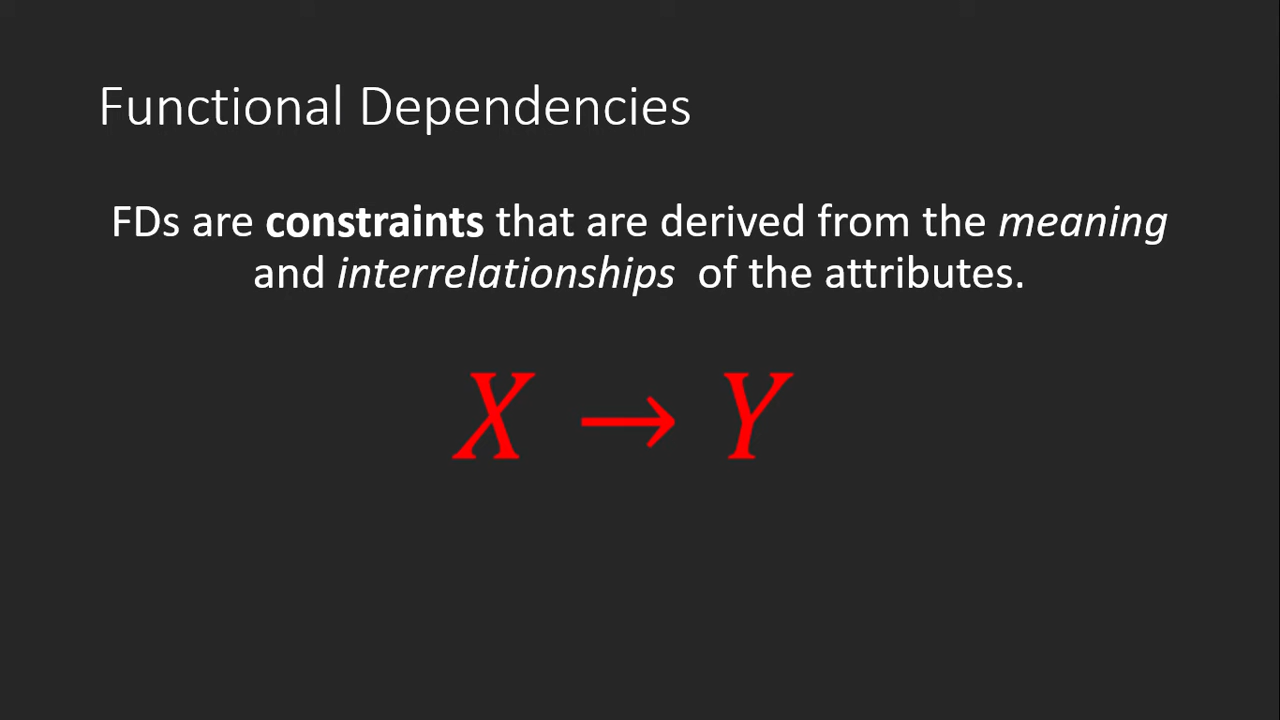 Functional Dependencies
FDs are constraints that are derived from the meaning
and interrelationships of the attributes.
X → Y